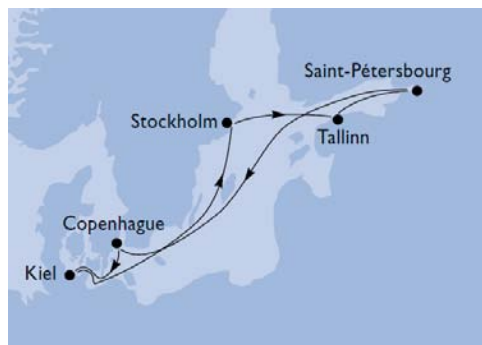 Saint-Pétersbourg
Stockholm
Tallinn
Copenhague
Kiel